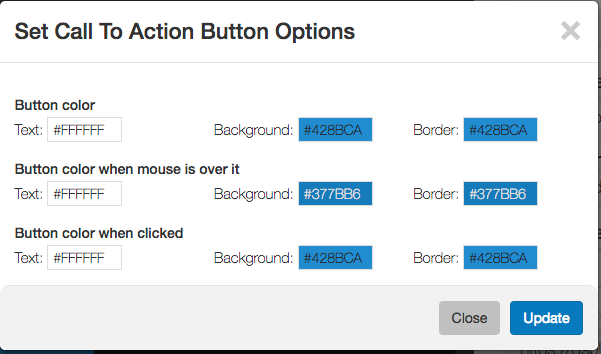 Set Call To Action Button Options
Button color
Text: #FFFFFF Background: #428BCA Border: #428BCA
Button color when mouse is over it
Text: #FFFFFF Background: #377BB6 Border: #377BB6
Button color when clicked
Text: #FFFFFF Background: #428BCA Border: #428BCA
Close Update